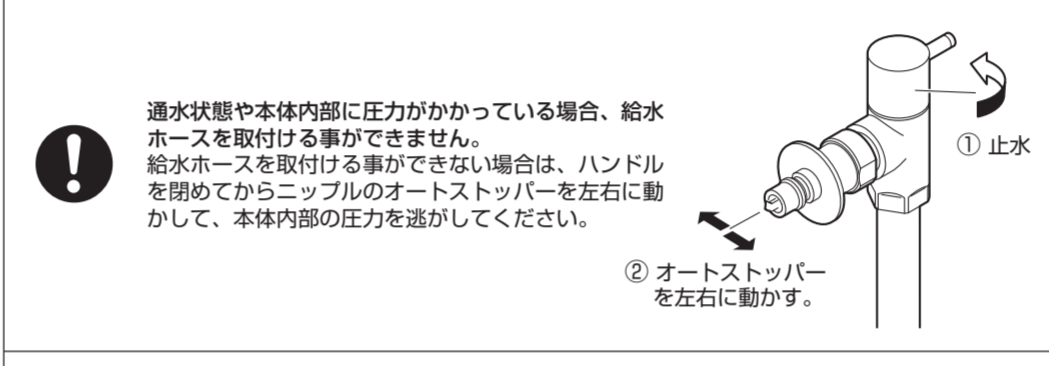 通水状態や本体内部に圧力がかかっている場合、給水
ホースを取付ける事ができません。
給水ホースを取付ける事ができない場合は、ハンドル
を閉めてからニップルのオートストッパーを左右に動
かして、本体内部の圧力を逃がしてください。
① 止水
② オートストッパー
を左右に動かす。